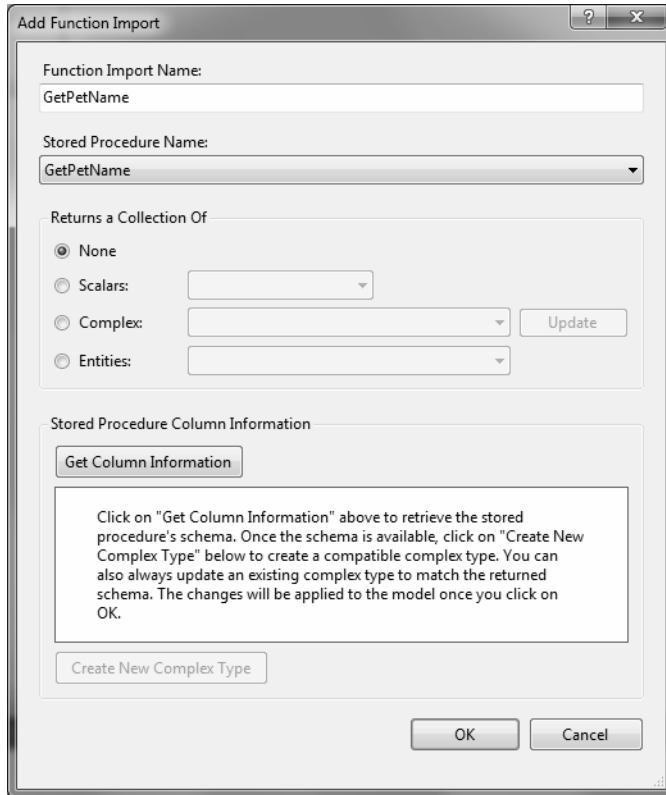 Add Function Import
?
X
Function Import Name:
GetPetName
Stored Procedure Name:
GetPetName
Returns a Collection Of
None
Scalars:
Complex:
Update
Entities:
Stored Procedure Column Information
Get Column Information
Click on "Get Column Information" above to retrieve the stored
procedure's schema. Once the schema is available, click on "Create New
Complex Type" below to create a compatible complex type. You can
also always update an existing complex type to match the returned
schema. The changes will be applied to the model once you click on
OK.
Create New Complex Type
OK
Cancel